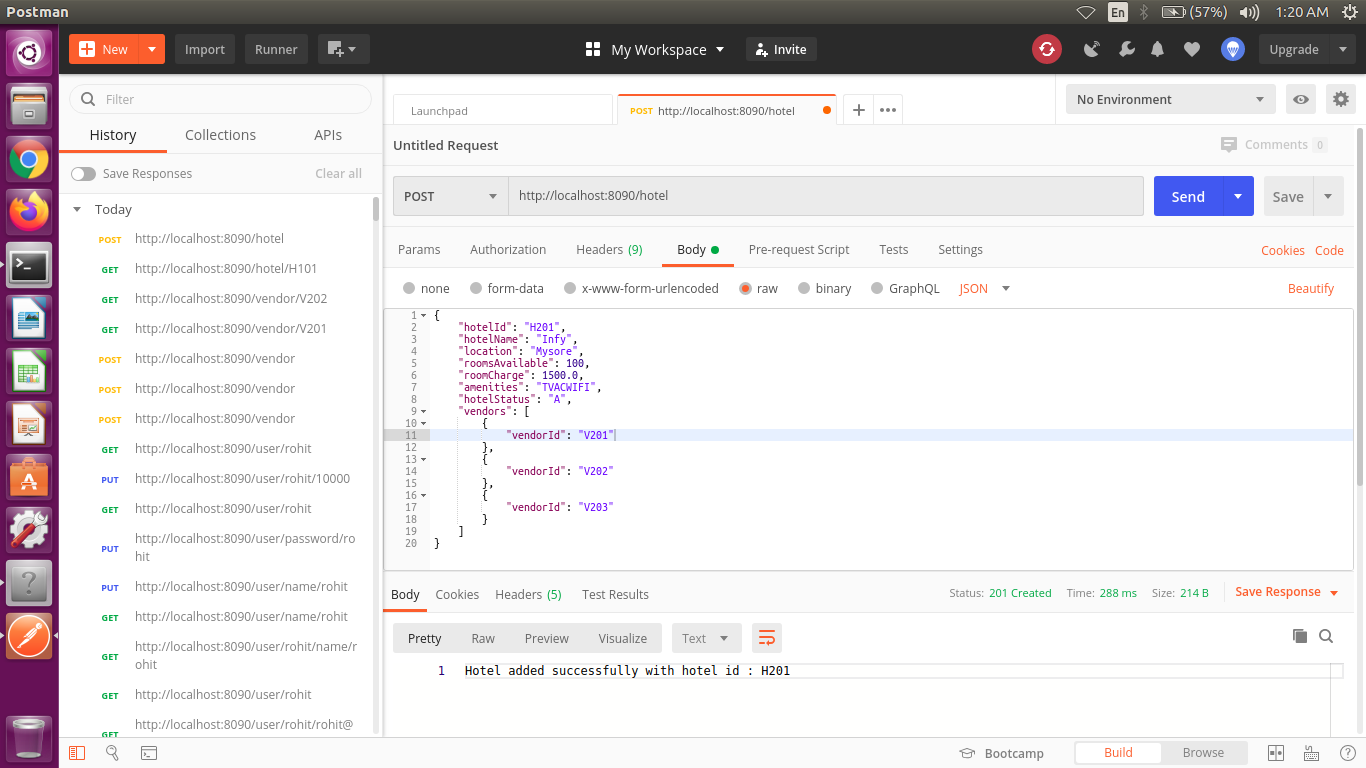 Postman
En
(57%)
1:20 AM
New
Import
Runner
My Workspace
Invite
Upgrade
Filter
History
Collections
APIs
Save Responses
Clear all
Today
POST http://localhost:8090/hotel
GET http://localhost:8090/hotel/H101
GET http://localhost:8090/vendor/V202
GET http://localhost:8090/vendor/V201
POST http://localhost:8090/vendor
POST http://localhost:8090/vendor
POST http://localhost:8090/vendor
GET http://localhost:8090/user/rohit
PUT http://localhost:8090/user/rohit/10000
GET http://localhost:8090/user/rohit
PUT http://localhost:8090/user/password/ro
hit
PUT http://localhost:8090/user/name/rohit
GET http://localhost:8090/user/name/rohit
GET http://localhost:8090/user/rohit/name/r
ohit
GET http://localhost:8090/user/rohit
GET http://localhost:8090/user/rohit/rohit@
Launchpad
POST http://localhost:8090/hotel
No Environment
Untitled Request
Comments 0
POST
http://localhost:8090/hotel
Send
Save
Params
Authorization
Headers (9)
Body
Pre-request Script
Tests
Settings
Cookies
Code
none
form-data
x-www-form-urlencoded
raw
binary
GraphQL
JSON
Beautify
1 {
2 "hotelId": "H201",
3 "hotelName": "Infy",
4 "location": "Mysore",
5 "roomsAvailable": 100,
6 "roomCharge": 1500.0,
7 "amenities": "TVACWIFI",
8 "hotelStatus": "A",
9 "vendors": [
10 {
11 "vendorId": "V201"
12 },
13 {
14 "vendorId": "V202"
15 },
16 {
17 "vendorId": "V203"
18 }
19 ]
20 }
Body
Cookies
Headers (5)
Test Results
Status: 201 Created
Time: 288 ms
Size: 214 B
Save Response
Pretty
Raw
Preview
Visualize
Text
1 Hotel added successfully with hotel id : H201
Bootcamp
Build
Browse